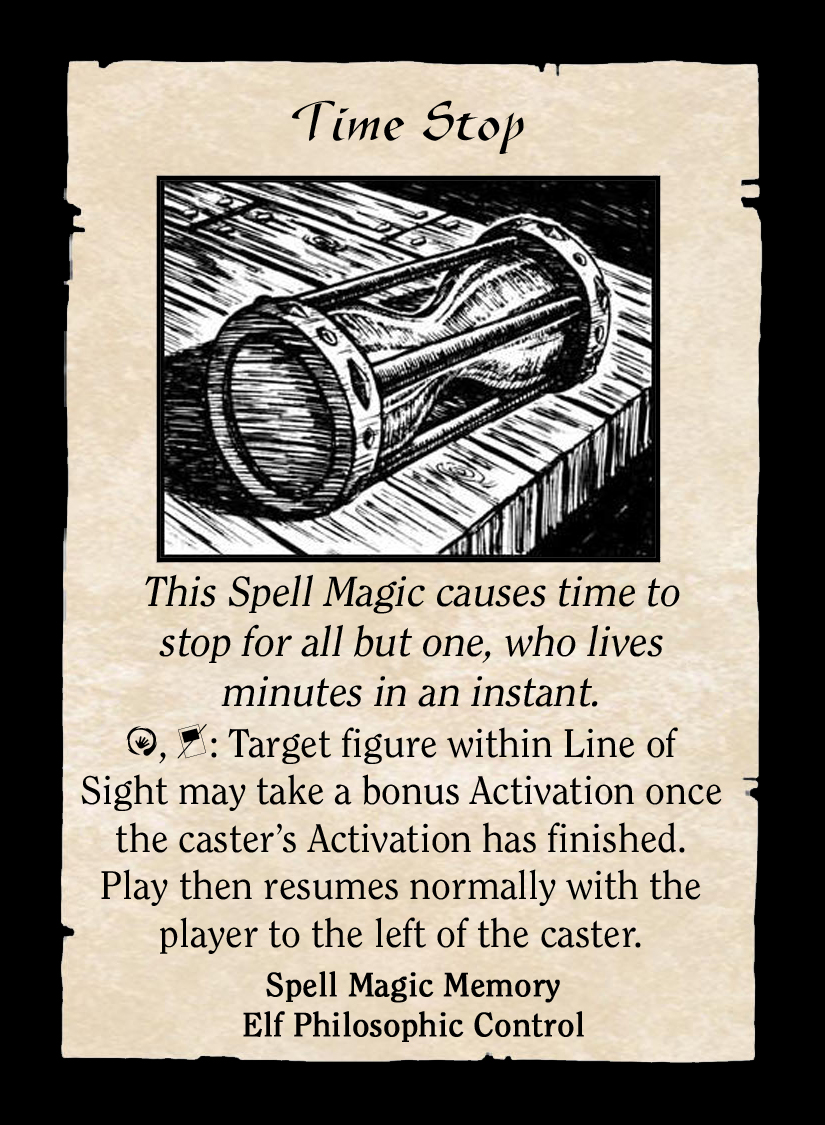 Time Stop
This Spell Magic causes time to
stop for all but one, who lives
minutes in an instant.
, : Target figure within Line of
Sight may take a bonus Activation once
the caster’s Activation has finished.
Play then resumes normally with the
player to the left of the caster.
Spell Magic Memory
Elf Philosophic Control